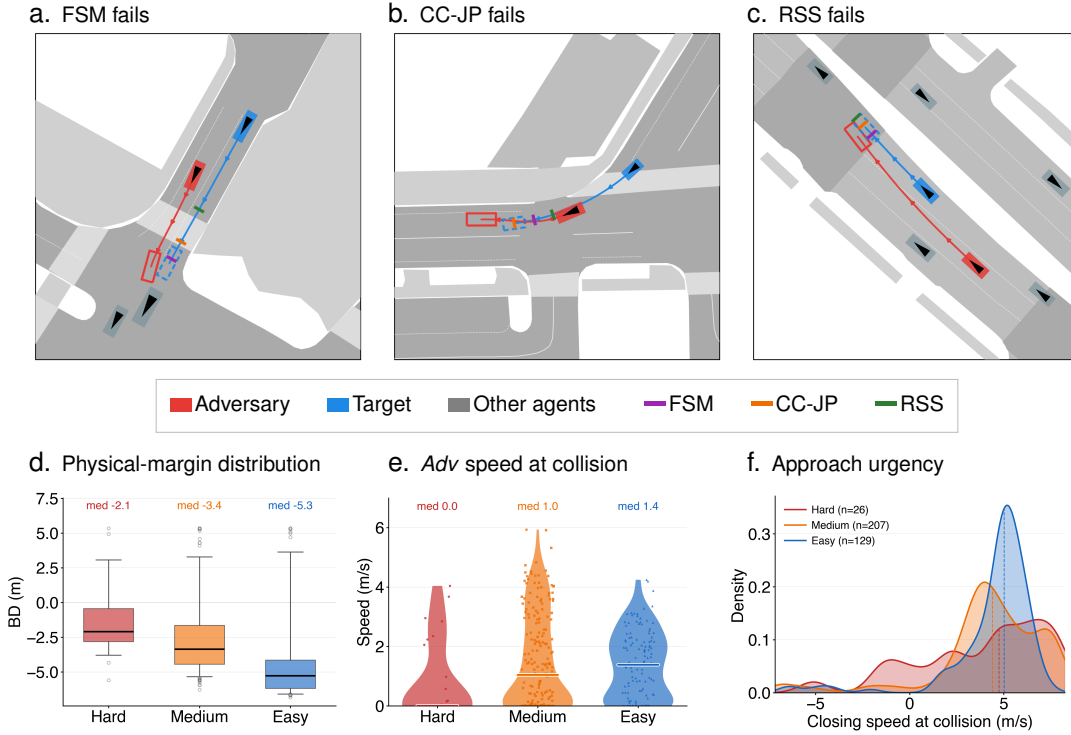 a. FSM fails
b. CC-JP fails
c. RSS fails
Adversary
Target
Other agents
FSM
CC-JP
RSS
d. Physical-margin distribution
BD (m)
7.5
5.0
2.5
0.0
−2.5
−5.0
med -2.1
med -3.4
med -5.3
Hard
Medium
Easy
e. Adv speed at collision
Speed (m/s)
6
4
2
0
med 0.0
med 1.0
med 1.4
Hard
Medium
Easy
f. Approach urgency
Density
0.3
0.2
0.1
0.0
Hard (n=26)
Medium (n=207)
Easy (n=129)
−5
0
5
Closing speed at collision (m/s)